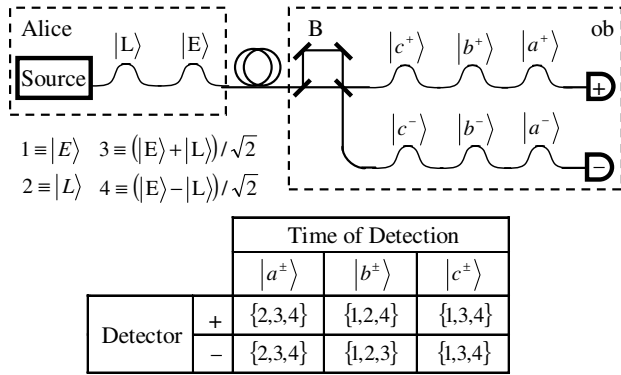 Alice B ob
|L⟩ |E⟩ |c⁺⟩ |b⁺⟩ |a⁺⟩
Source +
|c⁻⟩ |b⁻⟩ |a⁻⟩
−
1 ≡ |E⟩ 3 ≡ (|E⟩+|L⟩)/√2
2 ≡ |L⟩ 4 ≡ (|E⟩−|L⟩)/√2
Time of Detection
|a^±⟩ |b^±⟩ |c^±⟩
Detector
+ {2,3,4} {1,2,4} {1,3,4}
− {2,3,4} {1,2,3} {1,3,4}